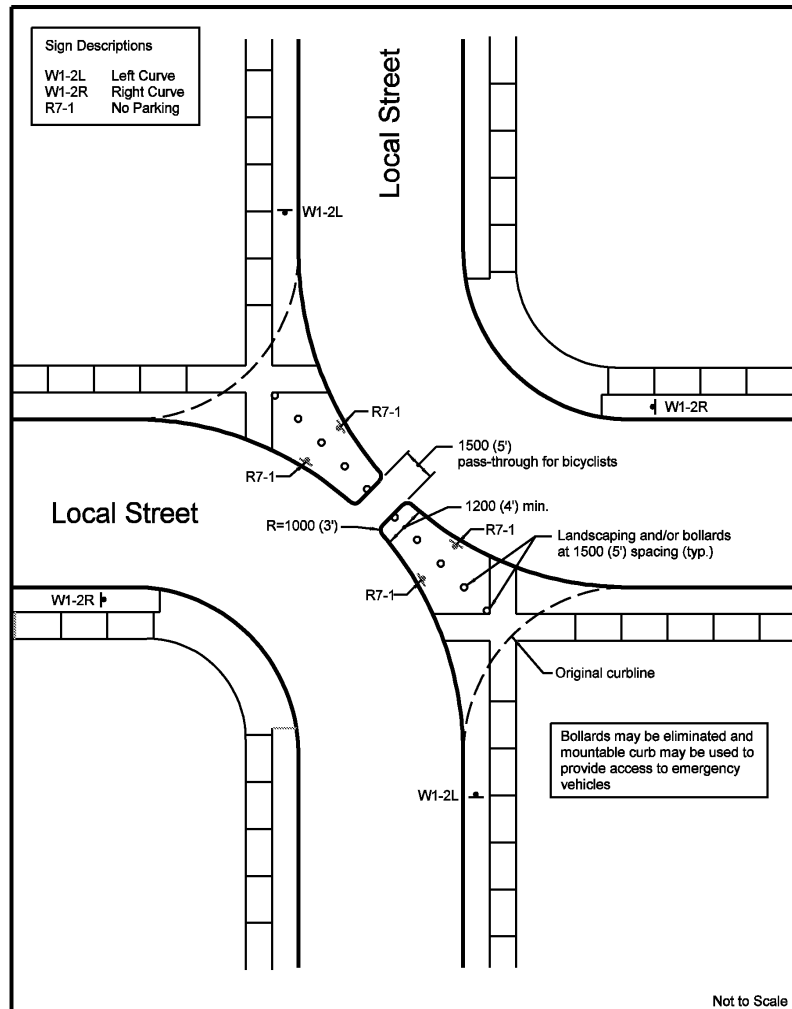 Sign Descriptions
W1-2L Left Curve
W1-2R Right Curve
R7-1 No Parking
Local Street
W1-2L
W1-2R
R7-1
R7-1
1500 (5')
pass-through for bicyclists
Local Street
R=1000 (3')
1200 (4') min.
R7-1
Landscaping and/or bollards
at 1500 (5') spacing (typ.)
R7-1
W1-2R
Original curbline
Bollards may be eliminated and
mountable curb may be used to
provide access to emergency
vehicles
W1-2L
Not to Scale